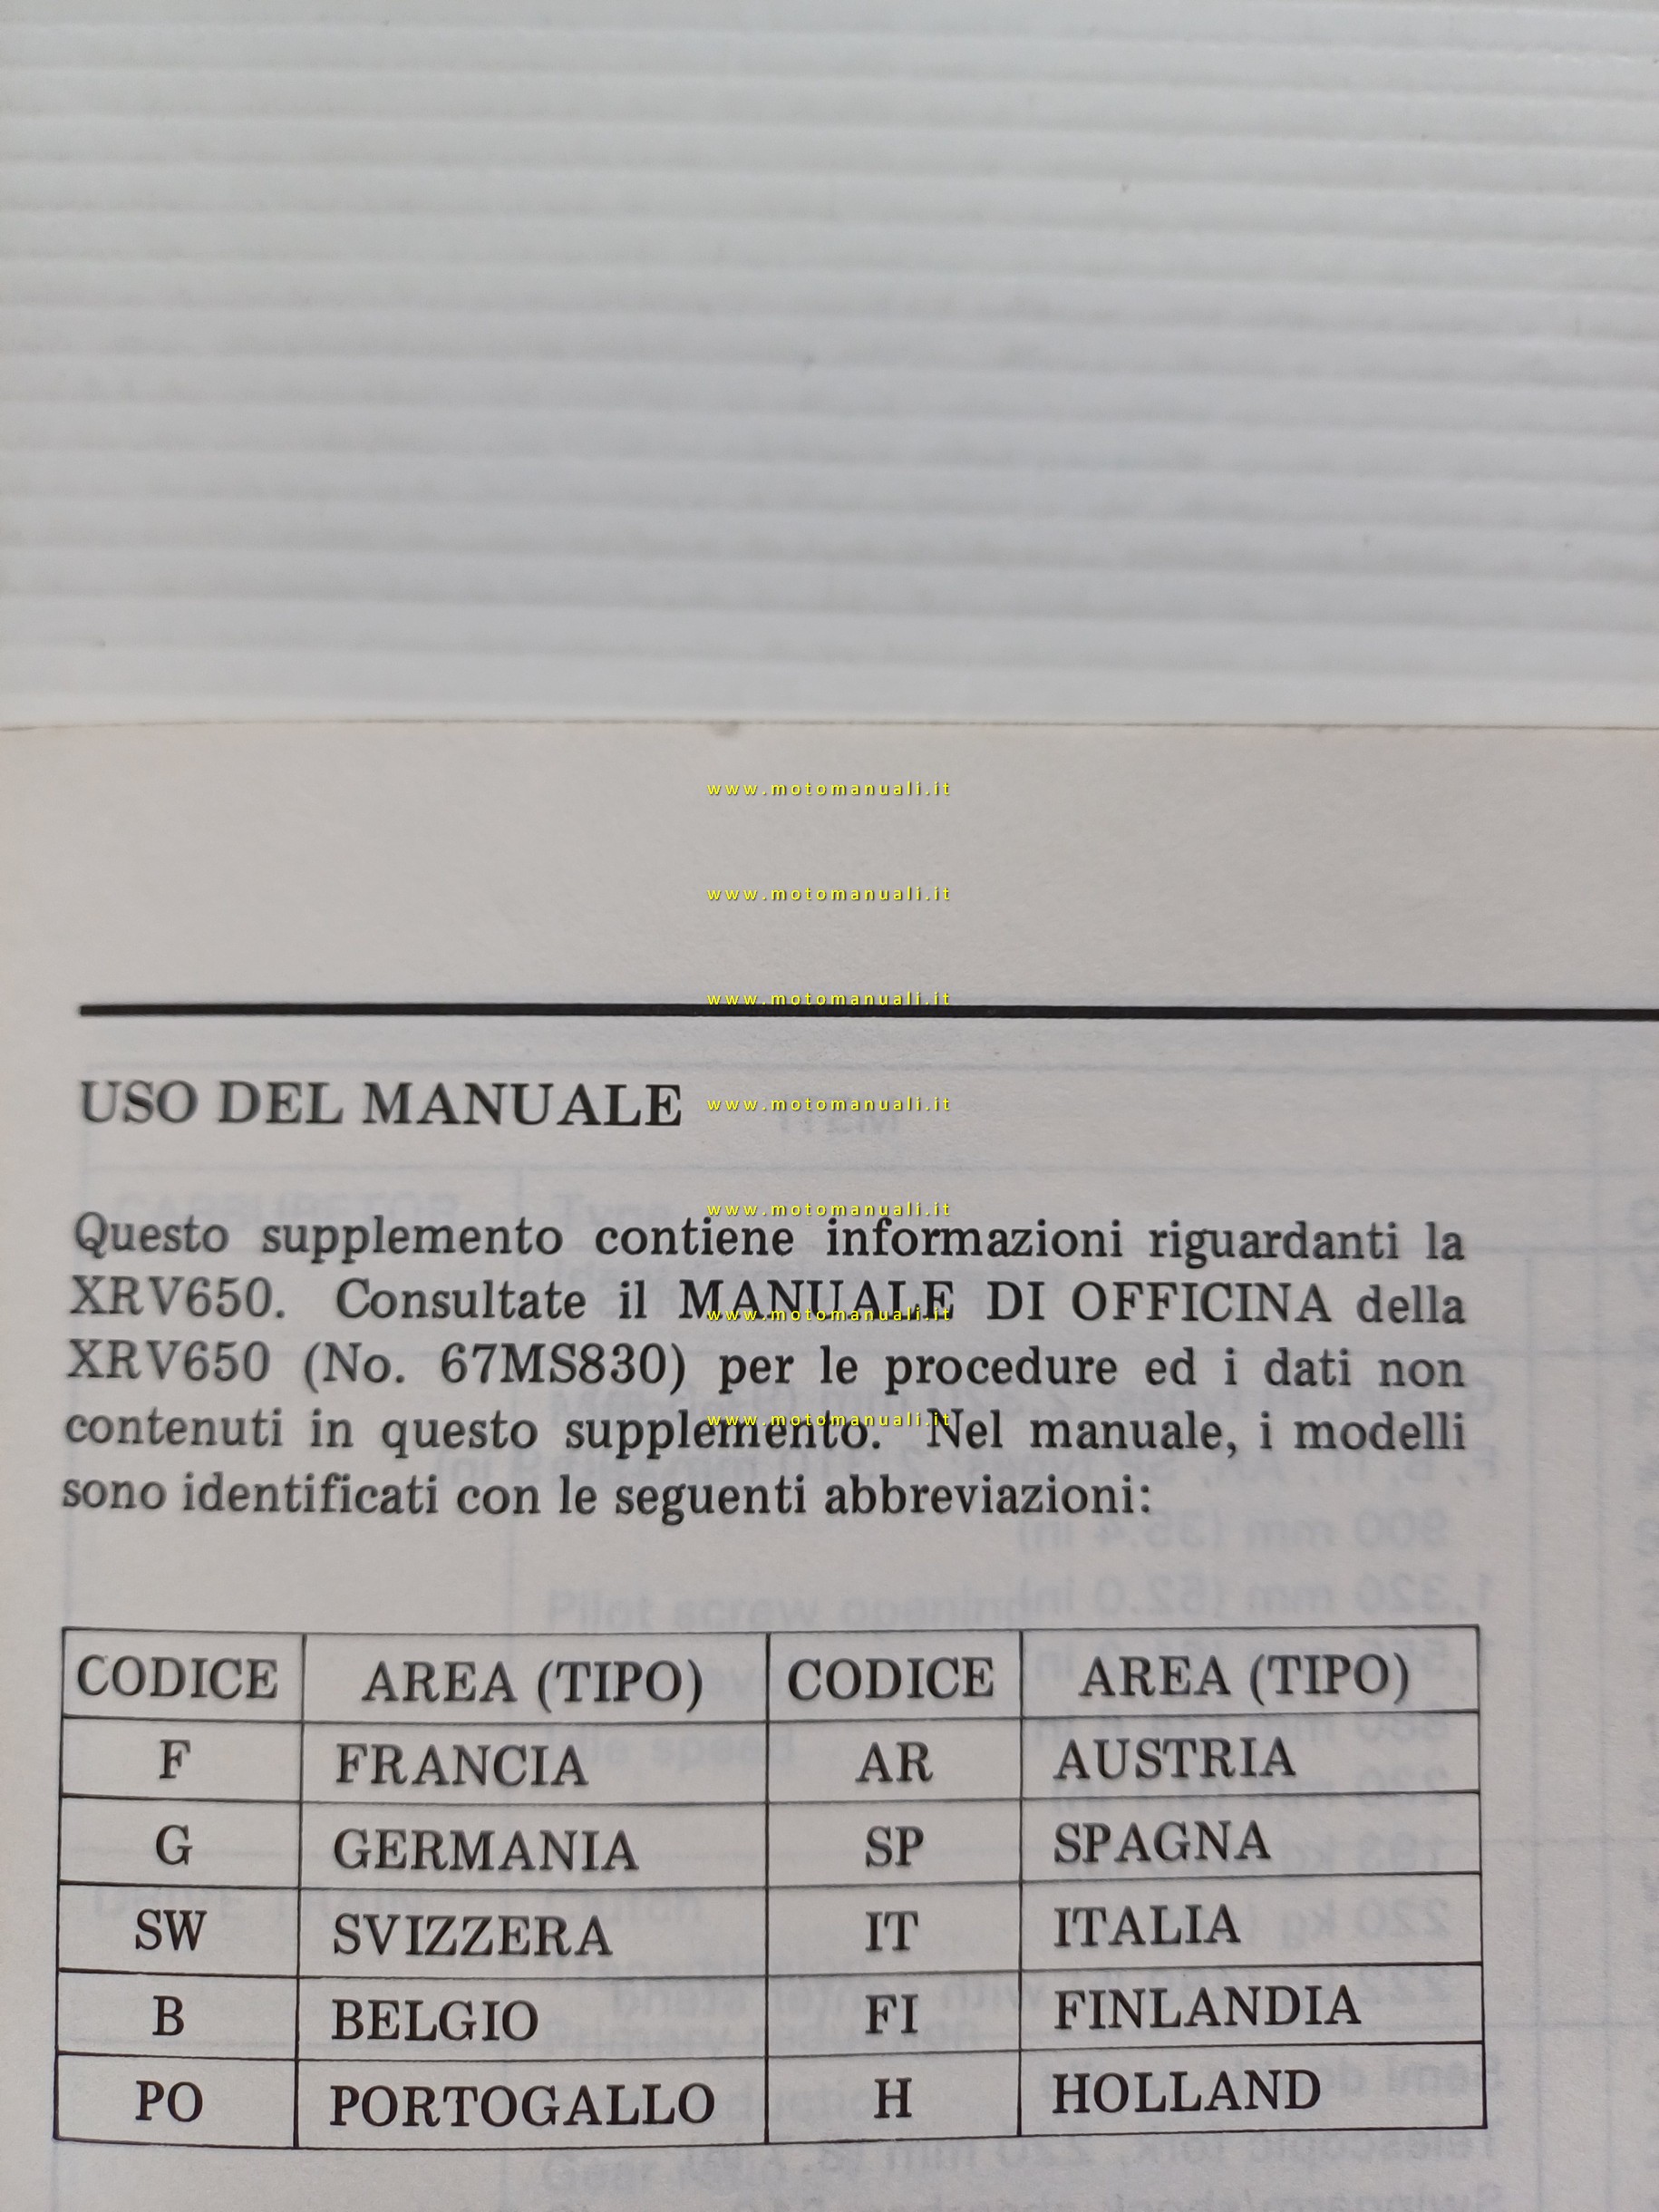 www.motomanuali.it
www.motomanuali.it
www.motomanuali.it
USO DEL MANUALE
www.motomanuali.it
www.motomanuali.it
Questo supplemento contiene informazioni riguardanti la
XRV650. Consultate il MANUALE DI OFFICINA della
www.motomanuali.it
XRV650 (No. 67MS830) per le procedure ed i dati non
www.motomanuali.it
contenuti in questo supplemento. Nel manuale, i modelli
sono identificati con le seguenti abbreviazioni:
CODICE AREA (TIPO) CODICE AREA (TIPO)
F FRANCIA AR AUSTRIA
G GERMANIA SP SPAGNA
SW SVIZZERA IT ITALIA
B BELGIO FI FINLANDIA
PO PORTOGALLO H HOLLAND